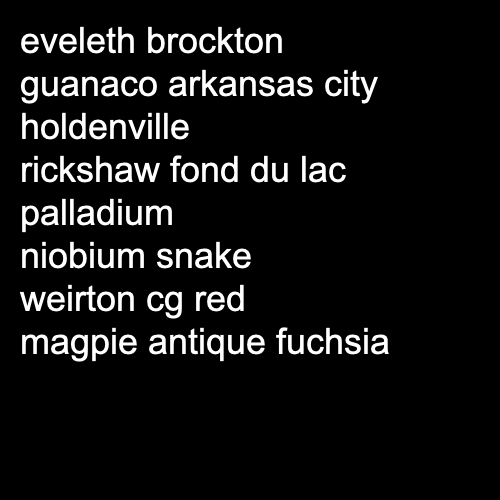 eveleth brockton
guanaco arkansas city
holdenville
rickshaw fond du lac
palladium
niobium snake
weirton cg red
magpie antique fuchsia